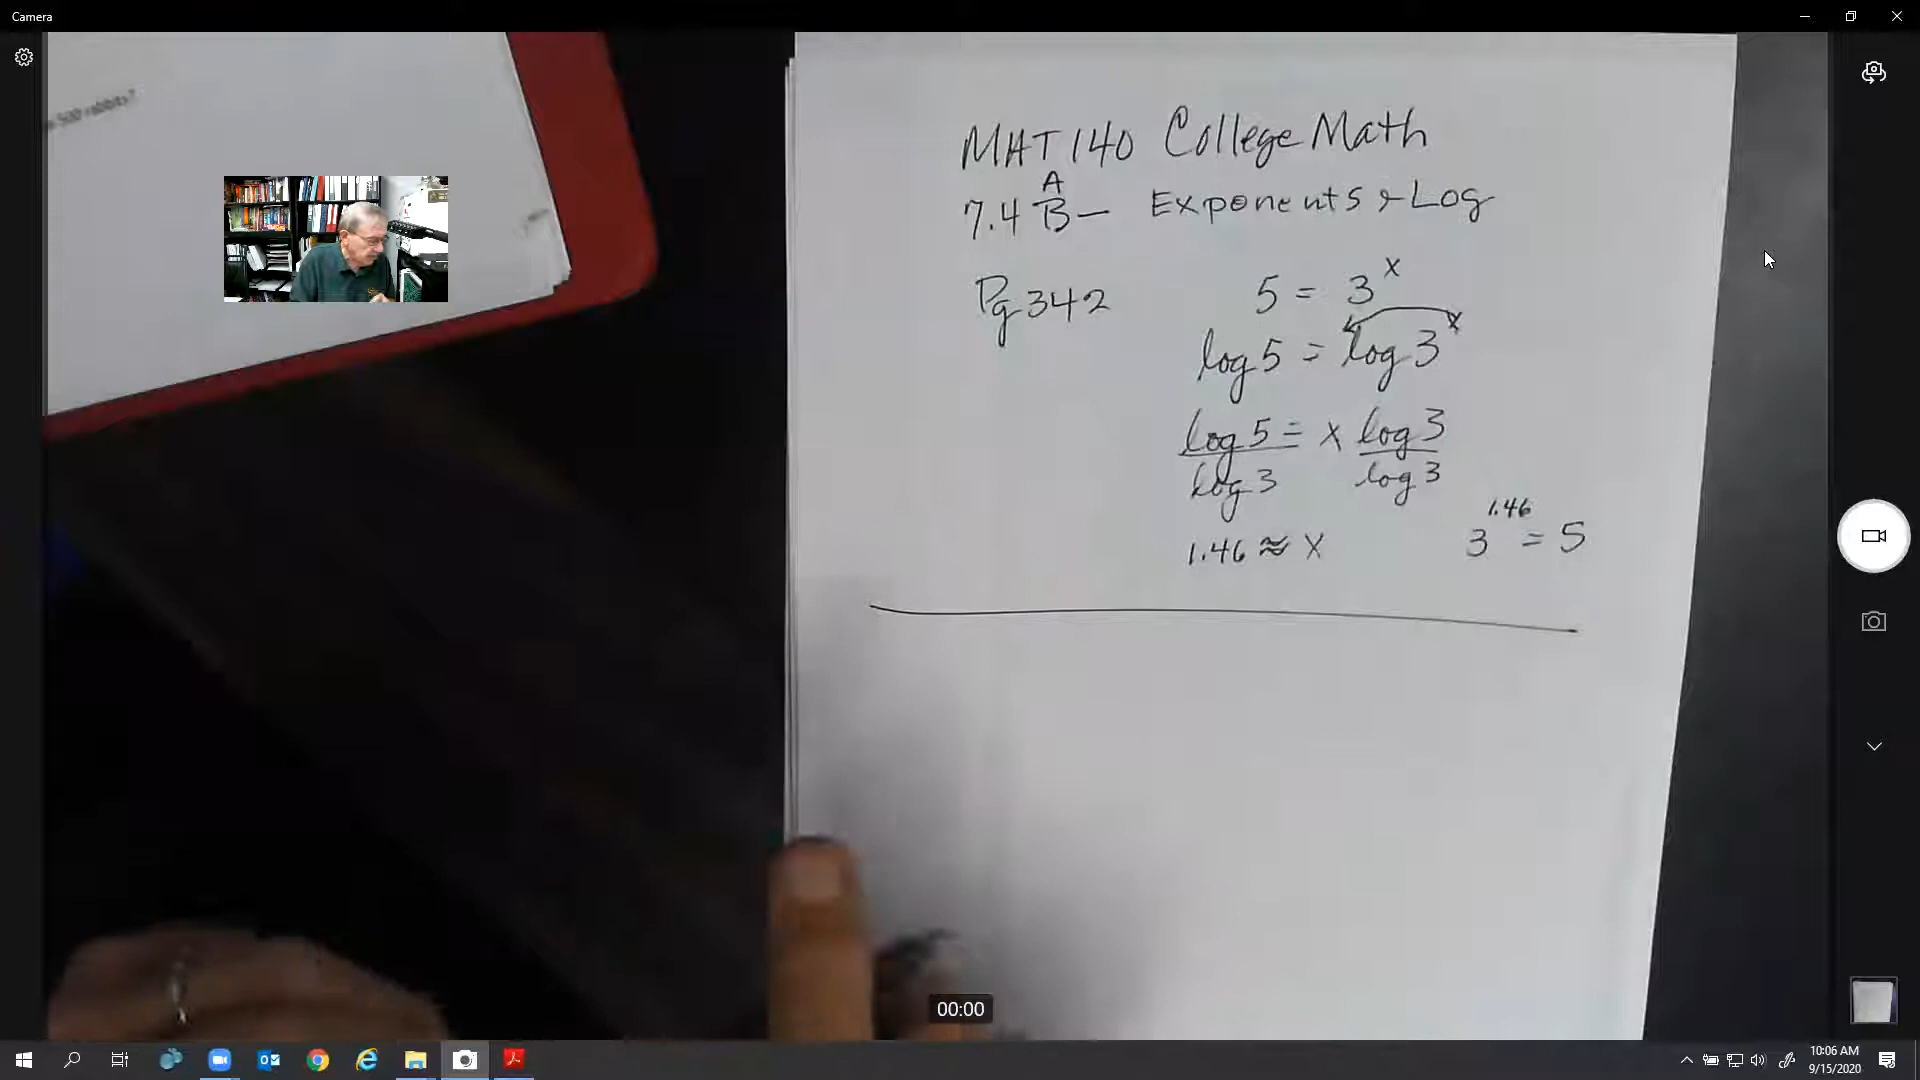 Camera
500 rabbits?
MAT 140 College Math
A
7.4 B — Exponents & Log
Pg 342
5 = 3^x
log 5 = log 3^x
log 5 = x log 3
log 3 log 3
1.46 ≈ x
3^1.46 = 5
00:00
10:06 AM
9/15/2020